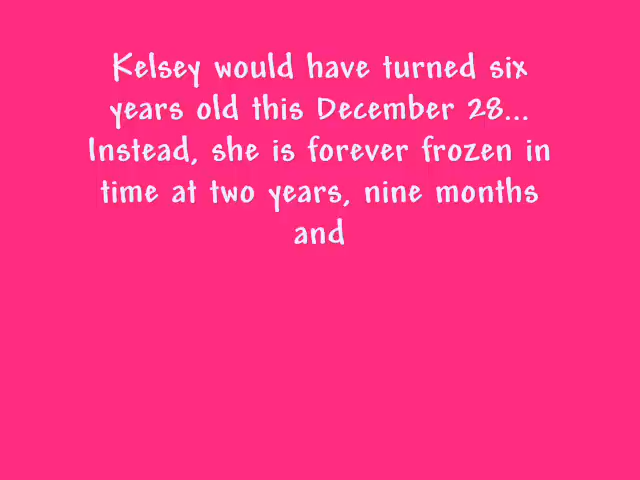 Kelsey would have turned six
years old this December 28...
Instead, she is forever frozen in
time at two years, nine months
and